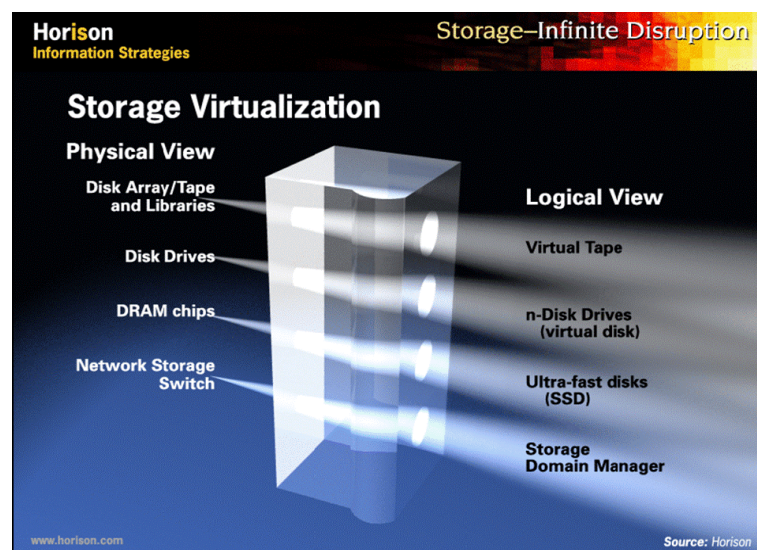 Horison
Information Strategies
Storage–Infinite Disruption
Storage Virtualization
Physical View
Disk Array/Tape
and Libraries
Disk Drives
DRAM chips
Network Storage
Switch
Logical View
Virtual Tape
n-Disk Drives
(virtual disk)
Ultra-fast disks
(SSD)
Storage
Domain Manager
www.horison.com
Source: Horison